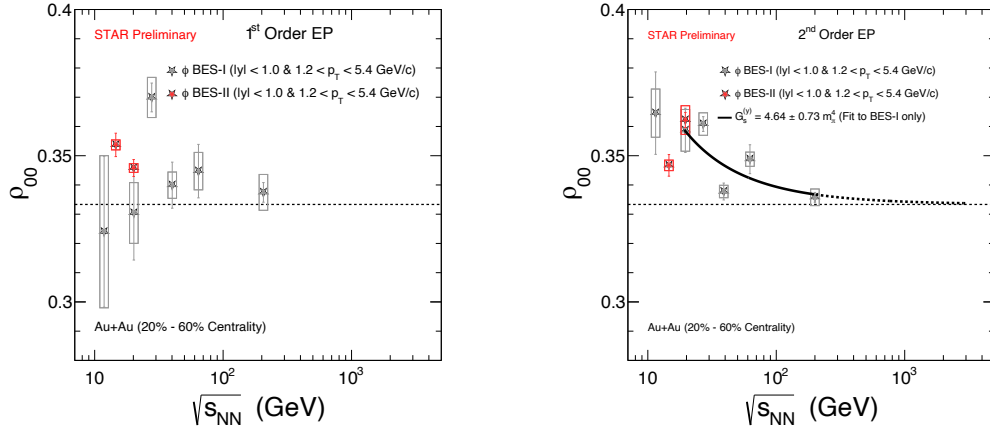 0.4
STAR Preliminary
1st Order EP
ϕ BES-I (|y| < 1.0 & 1.2 < pT < 5.4 GeV/c)
ϕ BES-II (|y| < 1.0 & 1.2 < pT < 5.4 GeV/c)
0.35
ρ00
0.3
Au+Au (20% - 60% Centrality)
10 10² 10³
√sNN (GeV)
0.4
STAR Preliminary
2nd Order EP
ϕ BES-I (|y| < 1.0 & 1.2 < pT < 5.4 GeV/c)
ϕ BES-II (|y| < 1.0 & 1.2 < pT < 5.4 GeV/c)
Gs(y) = 4.64 ± 0.73 mπ⁴ (Fit to BES-I only)
0.35
ρ00
0.3
Au+Au (20% - 60% Centrality)
10 10² 10³
√sNN (GeV)